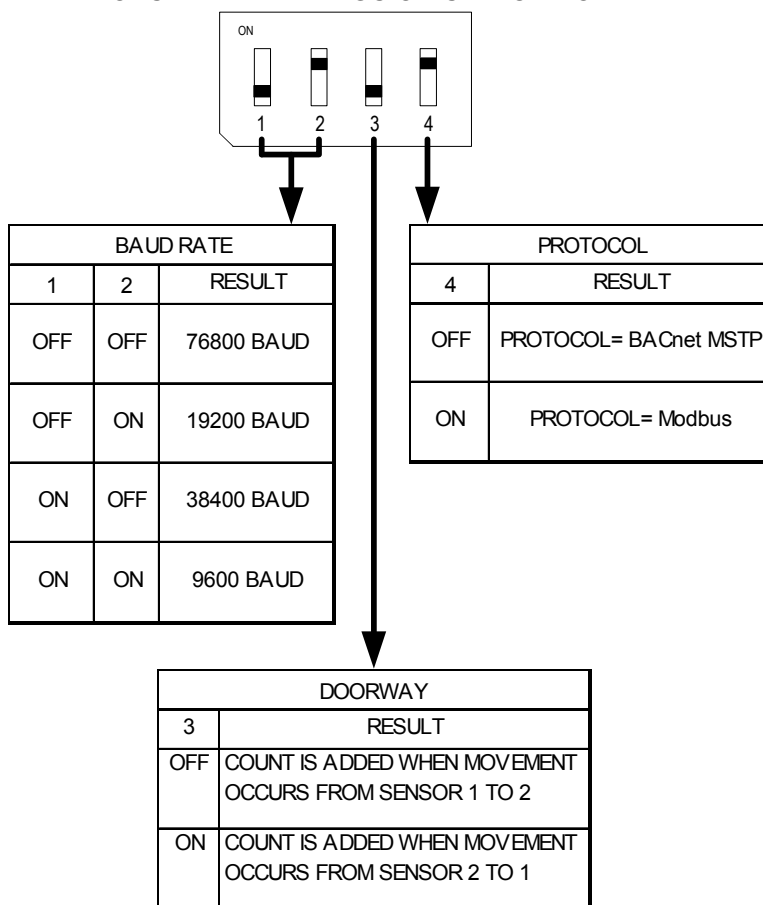 ON
1 2 3 4
BAUD RATE
1 2 RESULT
OFF OFF 76800 BAUD
OFF ON 19200 BAUD
ON OFF 38400 BAUD
ON ON 9600 BAUD
PROTOCOL
4 RESULT
OFF PROTOCOL= BACnet MSTP
ON PROTOCOL= Modbus
DOORWAY
3 RESULT
OFF COUNT IS ADDED WHEN MOVEMENT
OCCURS FROM SENSOR 1 TO 2
ON COUNT IS ADDED WHEN MOVEMENT
OCCURS FROM SENSOR 2 TO 1